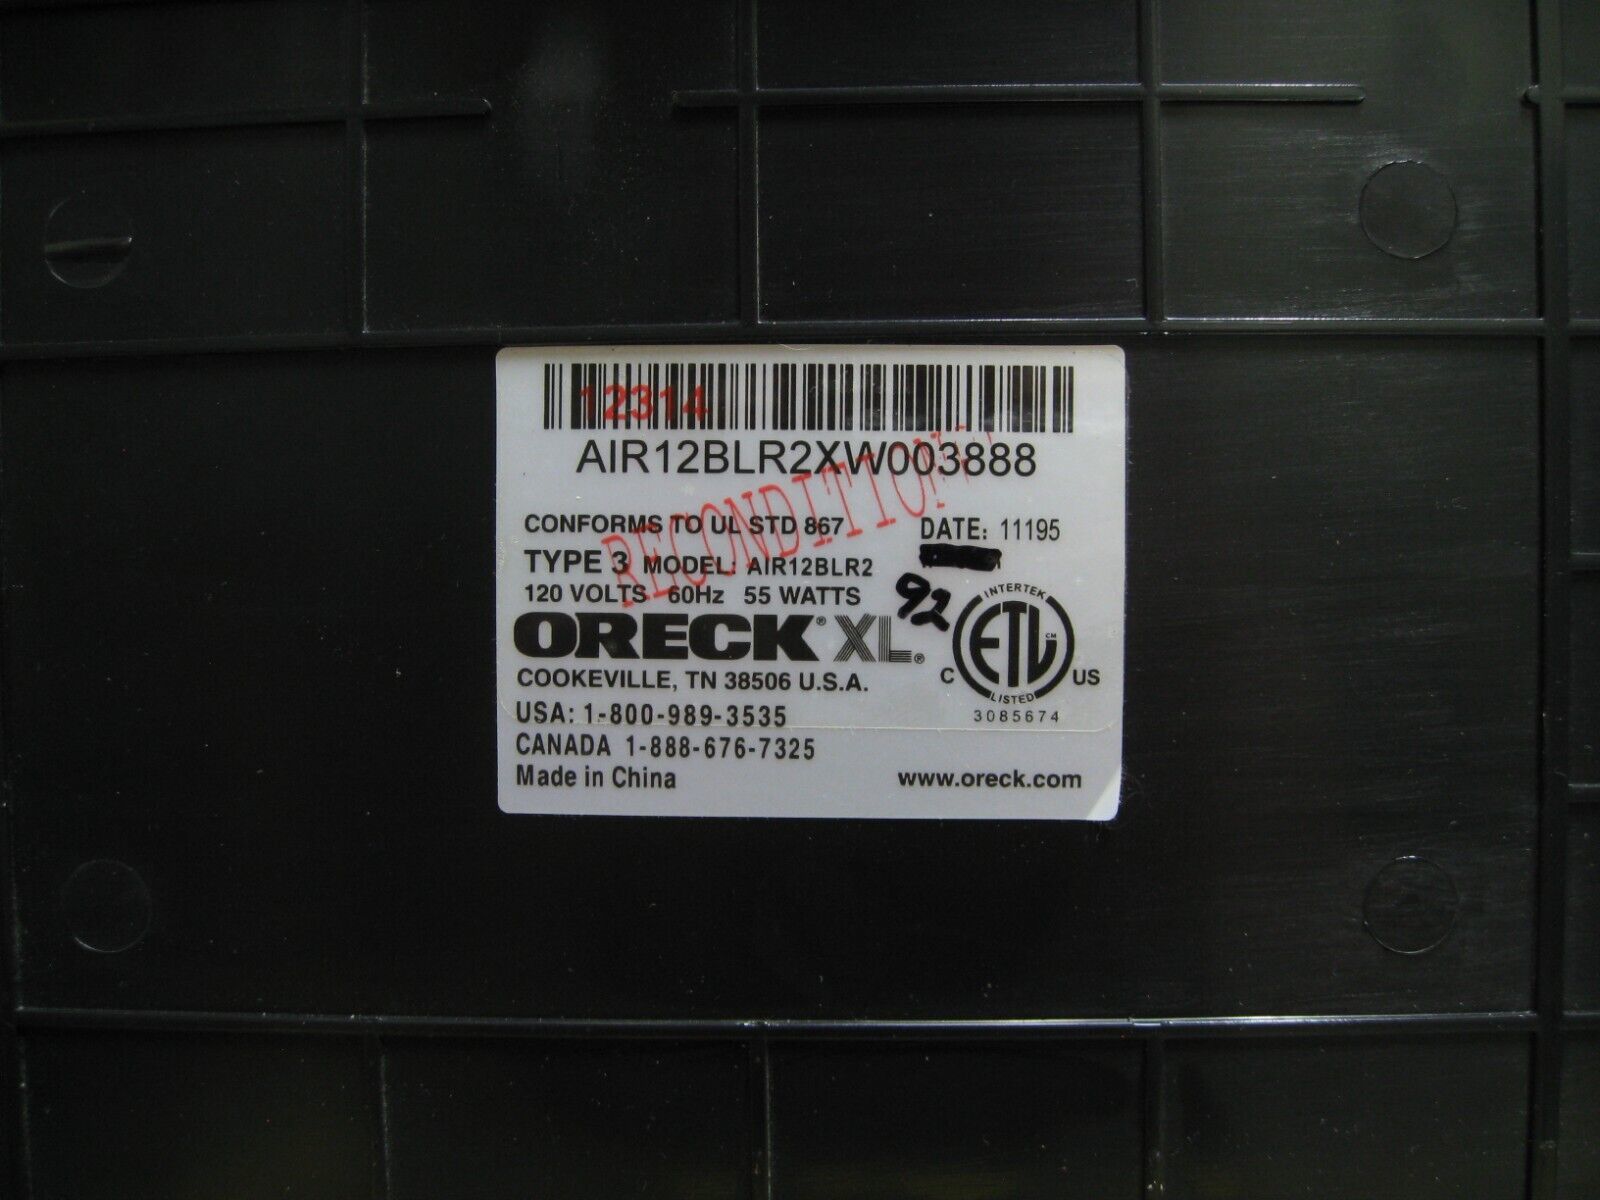 12314
AIR12BLR2XW003888
RECONDITION
CONFORMS TO UL STD 867 DATE: 11195
TYPE 3 MODEL: AIR12BLR2
120 VOLTS 60Hz 55 WATTS 92
ORECK® XL®
COOKEVILLE, TN 38506 U.S.A.
INTERTEK
ETL CM
C US
LISTED
3085674
USA: 1-800-989-3535
CANADA 1-888-676-7325
Made in China www.oreck.com